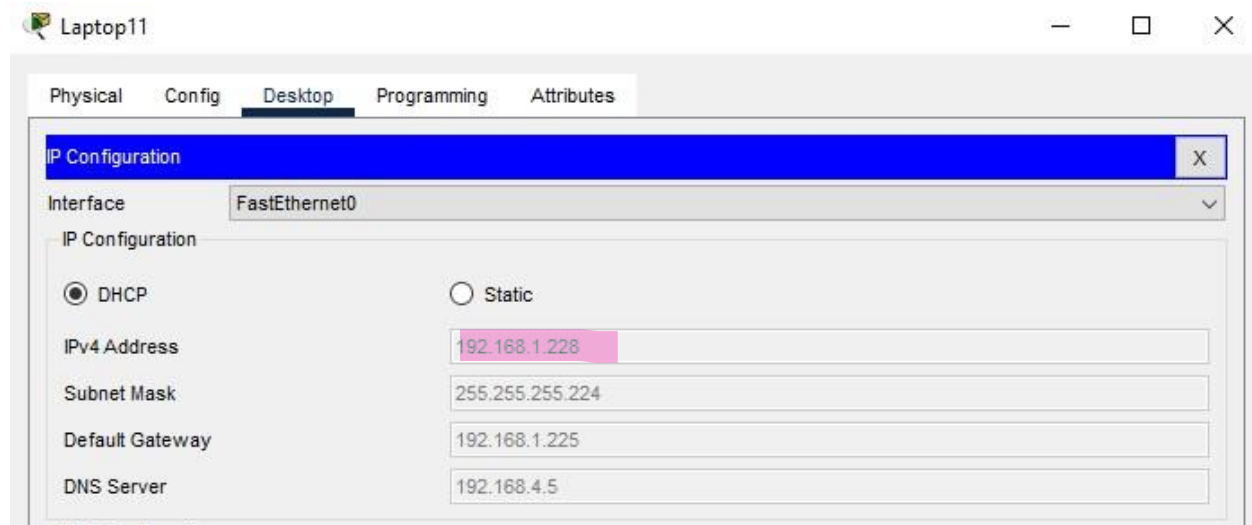 Laptop11
Physical Config Desktop Programming Attributes
IP Configuration X
Interface FastEthernet0
IP Configuration
DHCP Static
IPv4 Address 192.168.1.228
Subnet Mask 255.255.255.224
Default Gateway 192.168.1.225
DNS Server 192.168.4.5